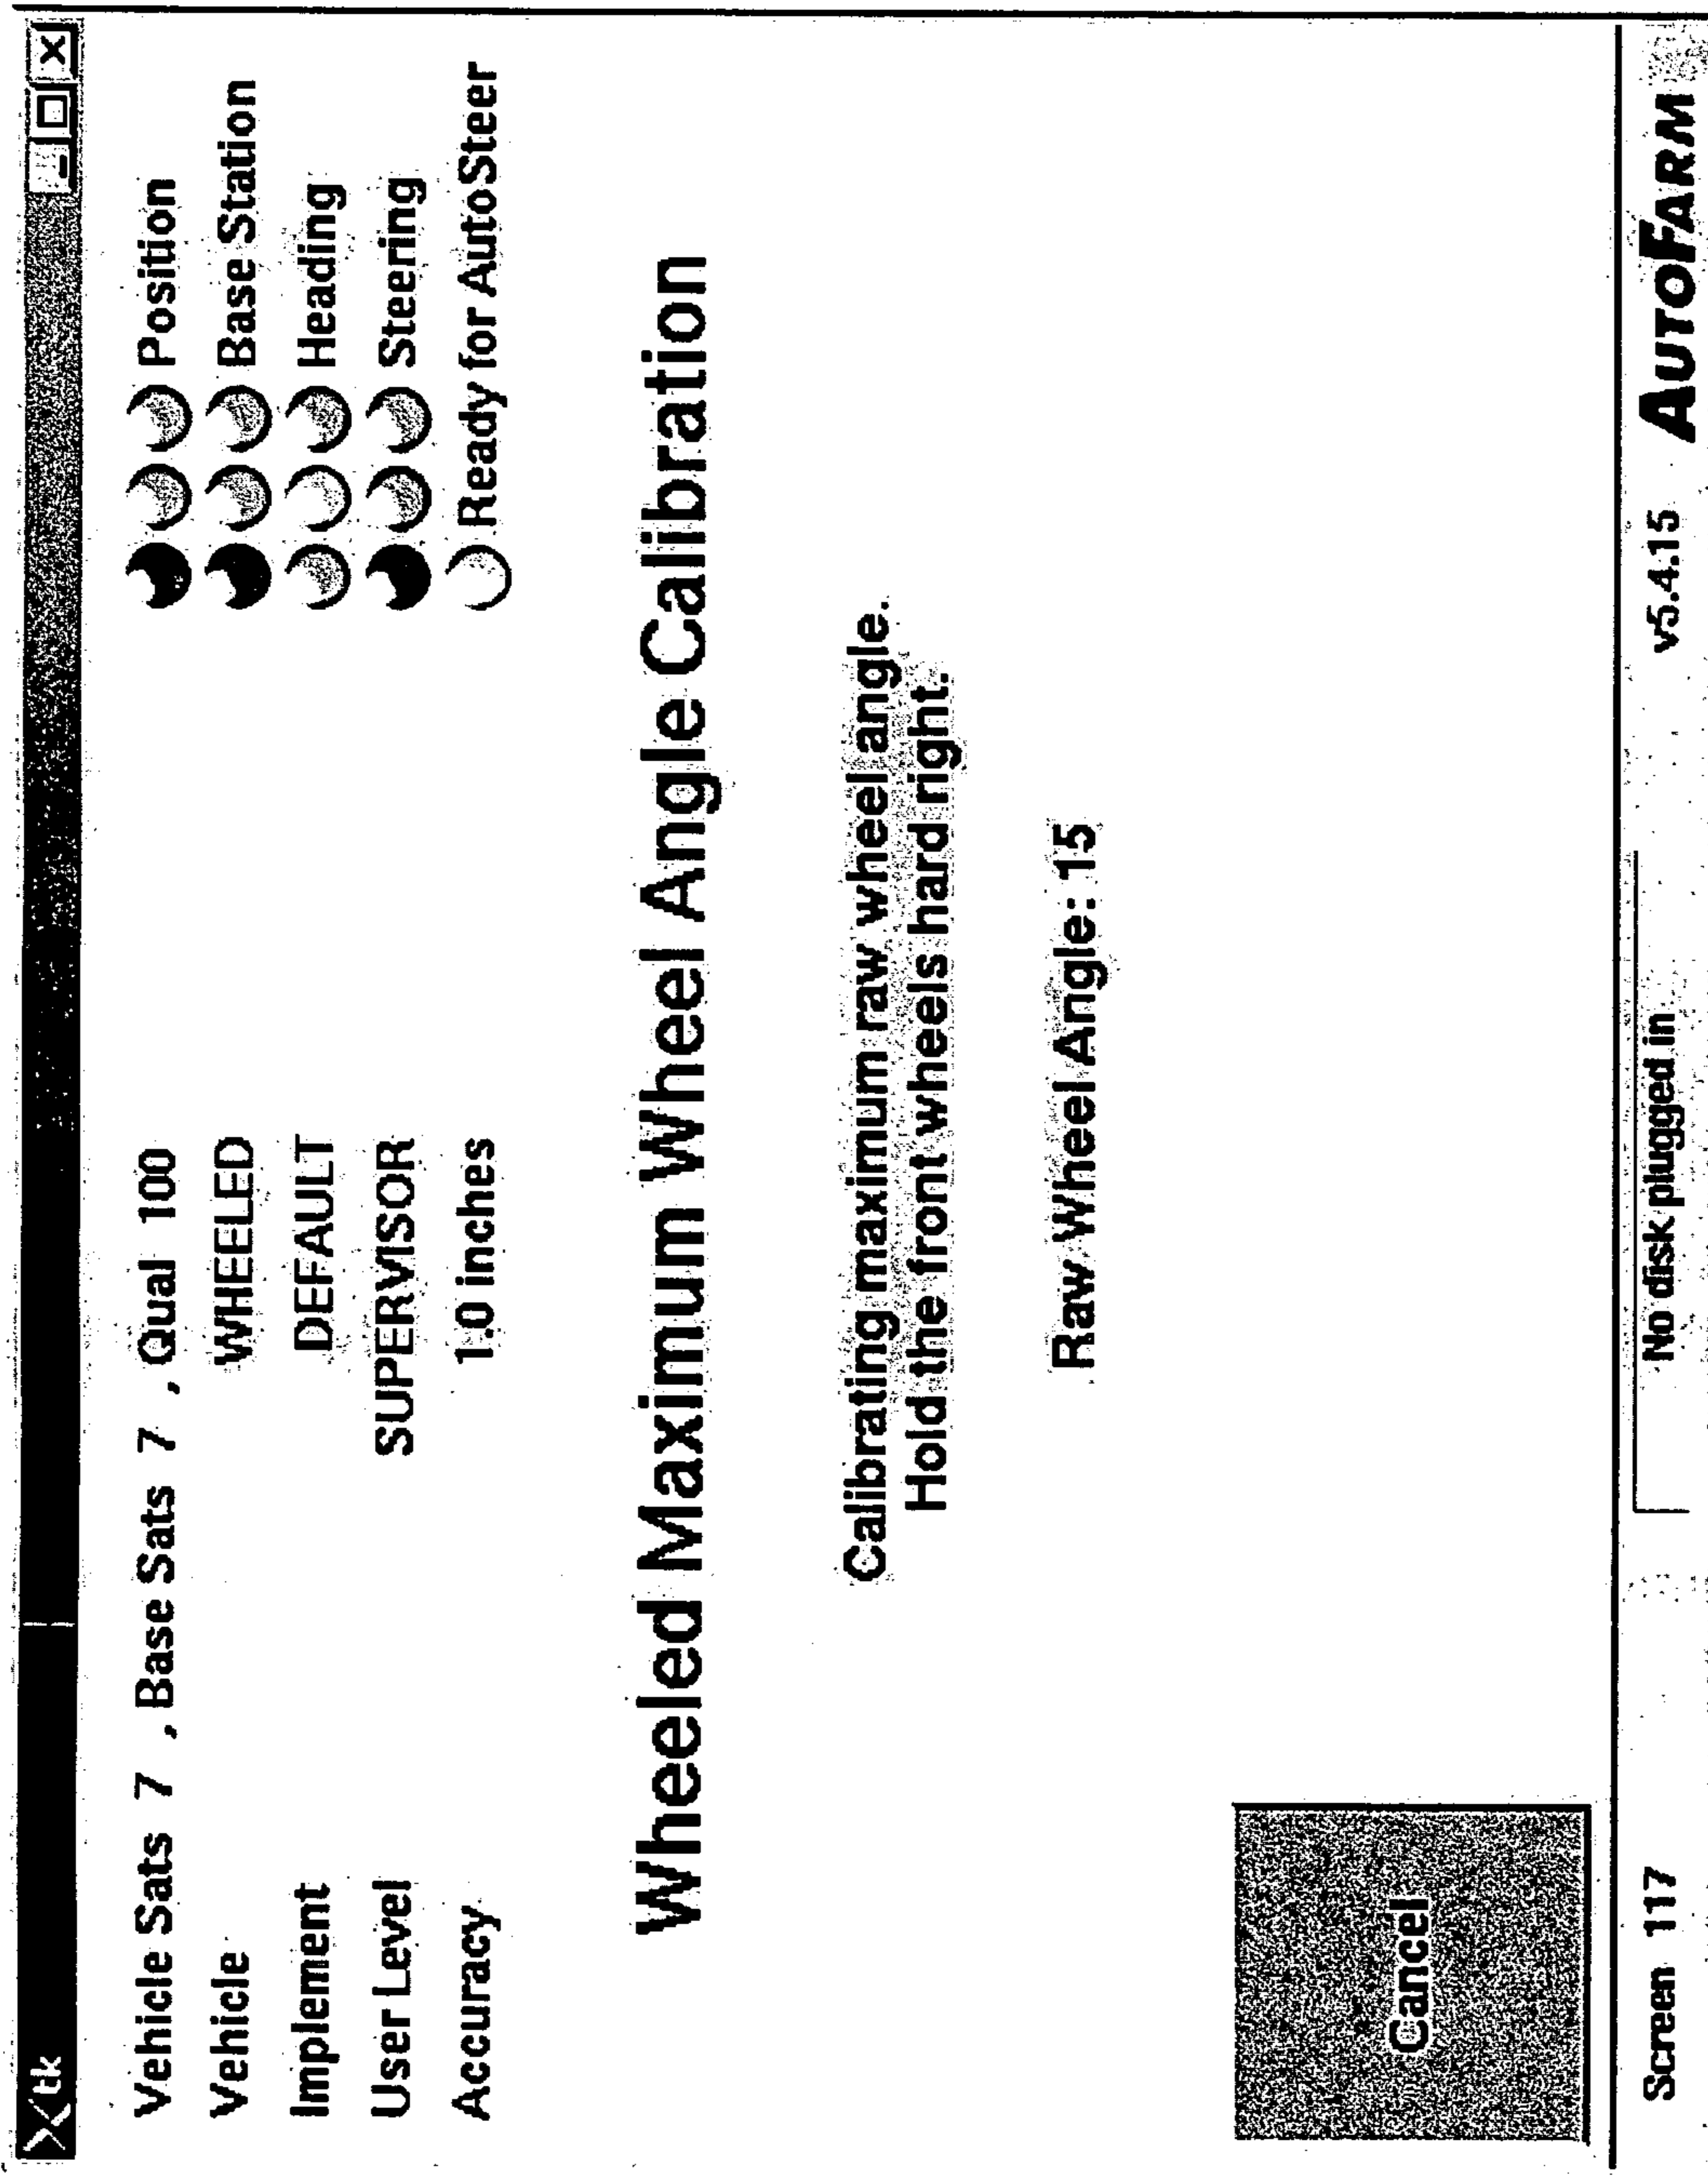 tk
Vehicle Sats 7 , Base Sats 7 , Qual 100
Position
Vehicle WHEELED
Base Station
Implement DEFAULT
Heading
User Level SUPERVISOR
Steering
Accuracy 1.0 inches
Ready for AutoSteer
Wheeled Maximum Wheel Angle Calibration
Calibrating maximum raw wheel angle.
Hold the front wheels hard right.
Raw Wheel Angle: 15
Cancel
Screen 117
No disk plugged in
v5.4.15
AUTOFARM